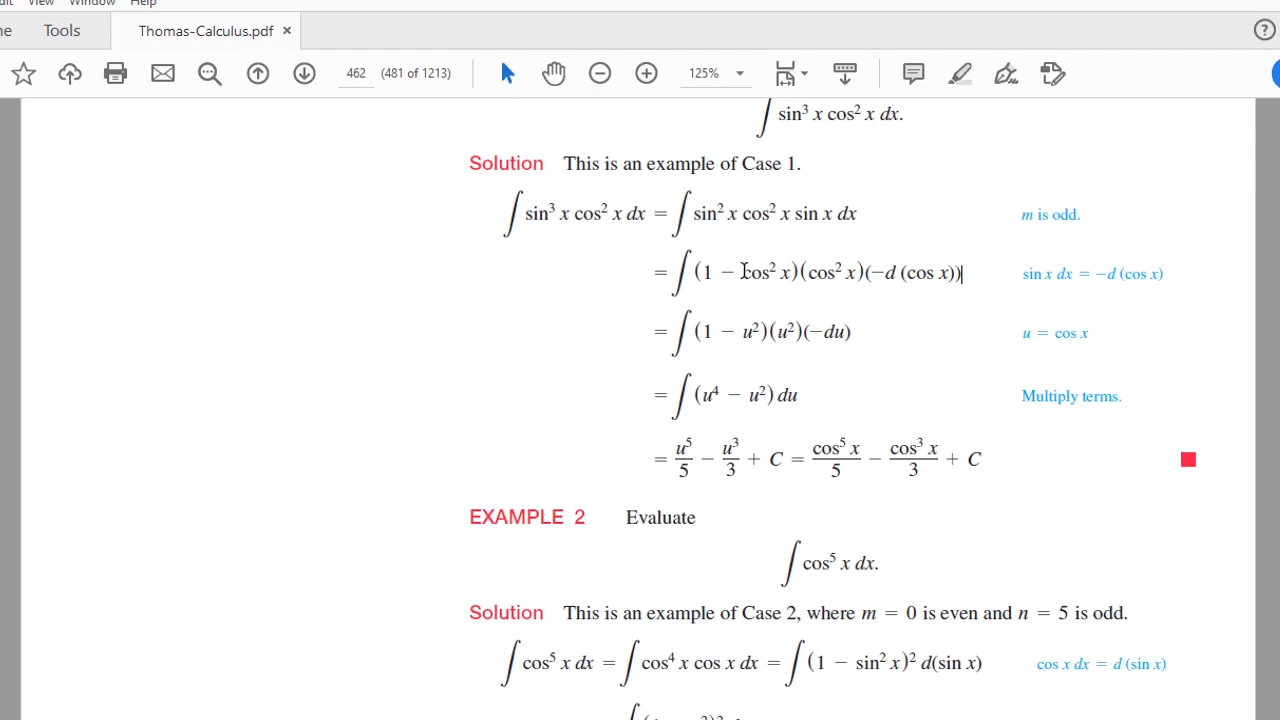 dit View Window Help
ne Tools Thomas-Calculus.pdf ×
462 (481 of 1213) 125%
∫ sin³ x cos² x dx.
Solution This is an example of Case 1.
∫ sin³ x cos² x dx = ∫ sin² x cos² x sin x dx m is odd.
= ∫ (1 − cos² x)(cos² x)(−d (cos x)) sin x dx = −d (cos x)
= ∫ (1 − u²)(u²)(−du) u = cos x
= ∫ (u⁴ − u²) du Multiply terms.
= u⁵/5 − u³/3 + C = cos⁵ x/5 − cos³ x/3 + C
EXAMPLE 2 Evaluate
∫ cos⁵ x dx.
Solution This is an example of Case 2, where m = 0 is even and n = 5 is odd.
∫ cos⁵ x dx = ∫ cos⁴ x cos x dx = ∫ (1 − sin² x)² d(sin x) cos x dx = d (sin x)